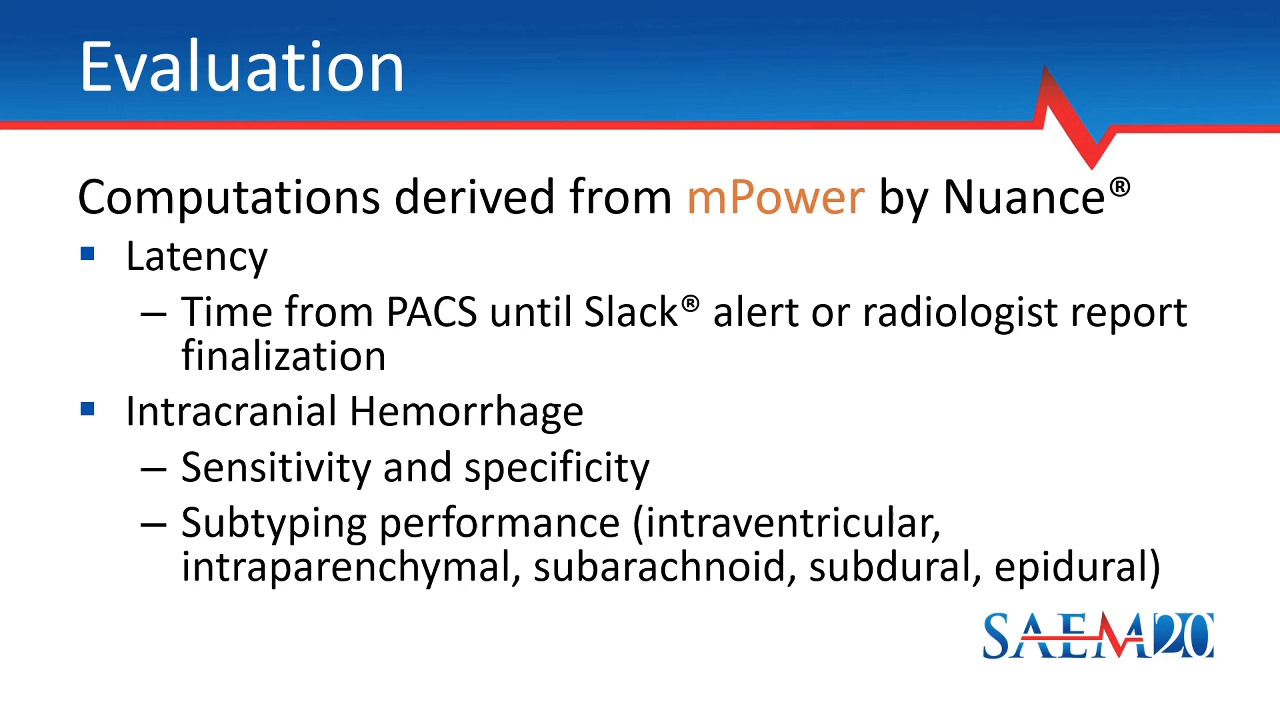 Evaluation
Computations derived from mPower by Nuance®
▪ Latency
– Time from PACS until Slack® alert or radiologist report
finalization
▪ Intracranial Hemorrhage
– Sensitivity and specificity
– Subtyping performance (intraventricular,
intraparenchymal, subarachnoid, subdural, epidural)
SAEM20